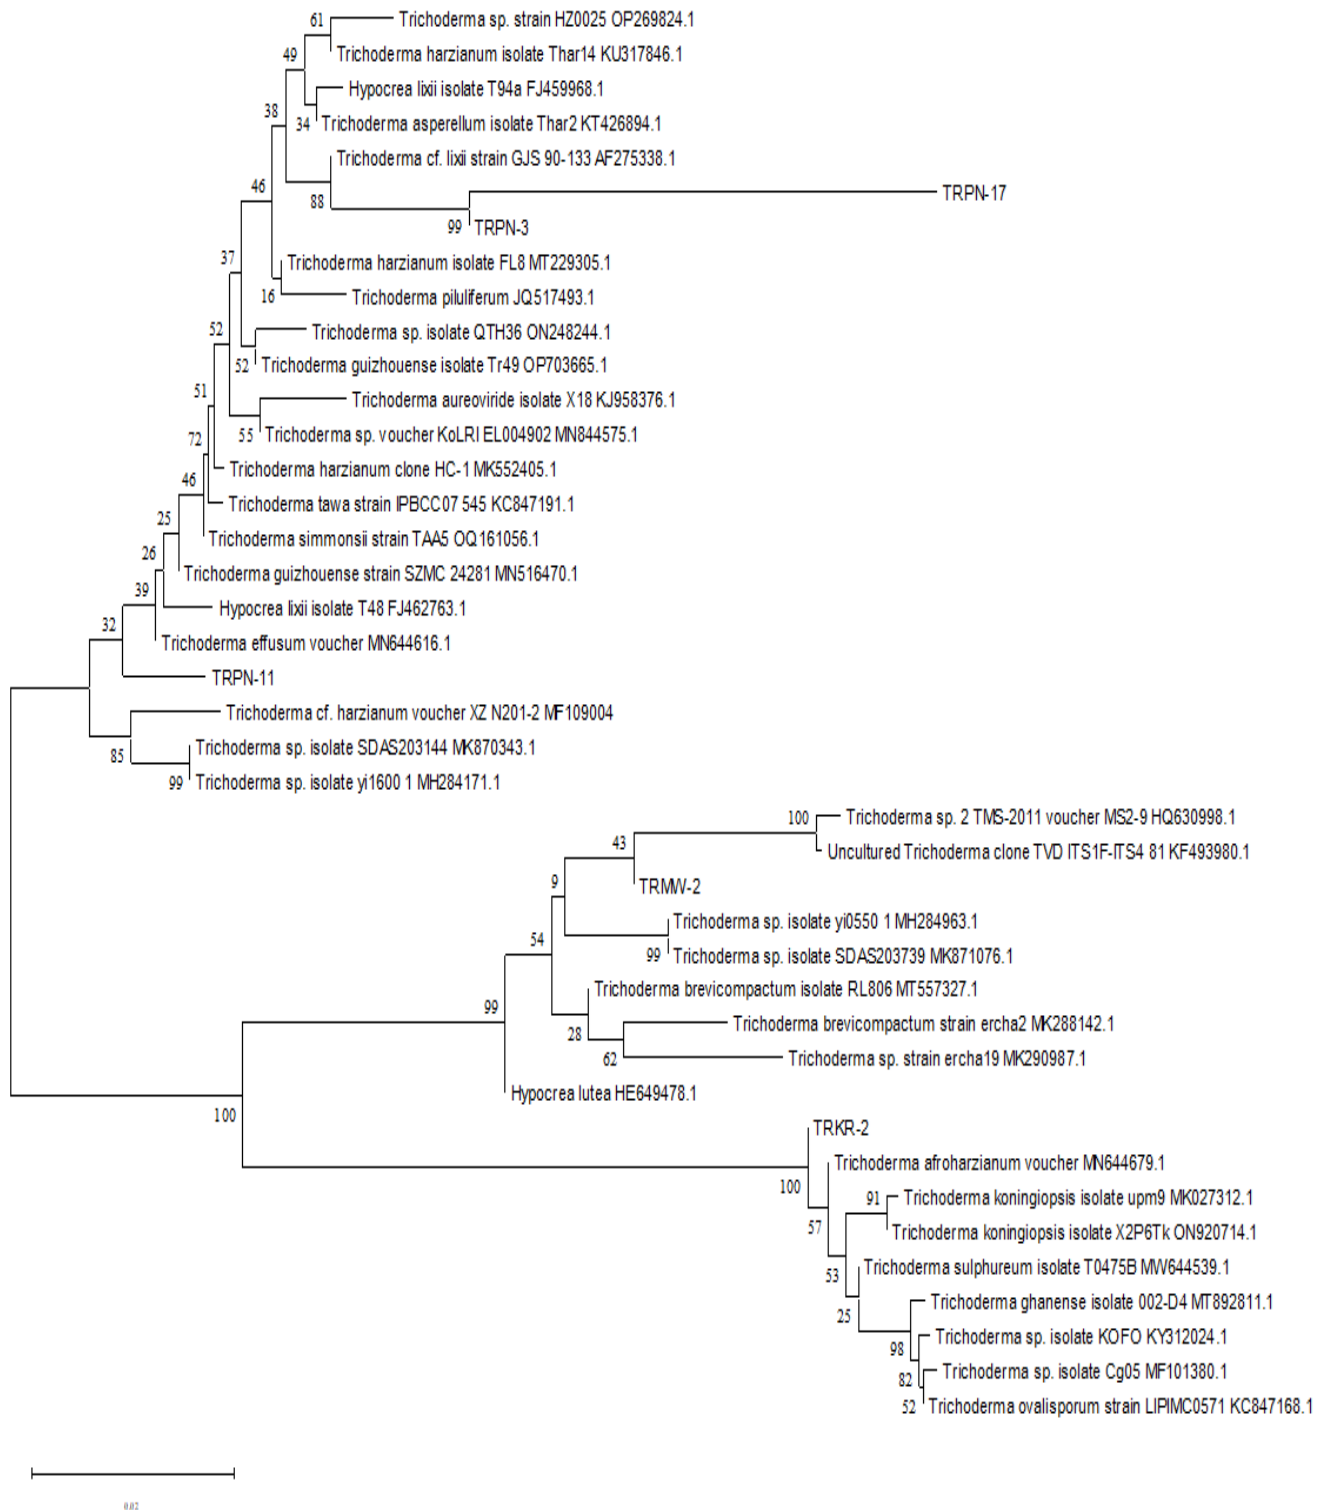 61
Trichoderma sp. strain HZ0025 OP269824.1
49
Trichoderma harzianum isolate Thar14 KU317846.1
Hypocrea lixii isolate T94a FJ459968.1
38
34
Trichoderma asperellum isolate Thar2 KT426894.1
Trichoderma cf. lixii strain GJS 90-133 AF275338.1
46
88
TRPN-17
99
TRPN-3
37
Trichoderma harzianum isolate FL8 MT229305.1
16
Trichoderma piluliferum JQ517493.1
52
Trichoderma sp. isolate QTH36 ON248244.1
52
Trichoderma guizhouense isolate Tr49 OP703665.1
51
Trichoderma aureoviride isolate X18 KJ958376.1
72
55
Trichoderma sp. voucher KoLRI EL004902 MN844575.1
Trichoderma harzianum clone HC-1 MK552405.1
46
Trichoderma tawa strain IPBCC07 545 KC847191.1
25
Trichoderma simmonsii strain TAA5 OQ161056.1
26
Trichoderma guizhouense strain SZMC 24281 MN516470.1
39
Hypocrea lixii isolate T48 FJ462763.1
32
Trichoderma effusum voucher MN644616.1
TRPN-11
Trichoderma cf. harzianum voucher XZ N201-2 MF109004
85
Trichoderma sp. isolate SDAS203144 MK870343.1
99
Trichoderma sp. isolate yi1600 1 MH284171.1
100
Trichoderma sp. 2 TMS-2011 voucher MS2-9 HQ630998.1
43
Uncultured Trichoderma clone TVD ITS1F-ITS4 81 KF493980.1
9
TRMW-2
54
Trichoderma sp. isolate yi0550 1 MH284963.1
99
Trichoderma sp. isolate SDAS203739 MK871076.1
99
Trichoderma brevicompactum isolate RL806 MT557327.1
28
Trichoderma brevicompactum strain ercha2 MK288142.1
62
Trichoderma sp. strain ercha19 MK290987.1
Hypocrea lutea HE649478.1
100
TRKR-2
Trichoderma afroharzianum voucher MN644679.1
100
91
Trichoderma koningiopsis isolate upm9 MK027312.1
57
Trichoderma koningiopsis isolate X2P6Tk ON920714.1
53
Trichoderma sulphureum isolate T0475B MW644539.1
25
Trichoderma ghanense isolate 002-D4 MT892811.1
98
Trichoderma sp. isolate KOFO KY312024.1
82
Trichoderma sp. isolate Cg05 MF101380.1
52
Trichoderma ovalisporum strain LIPIMC0571 KC847168.1
0.02